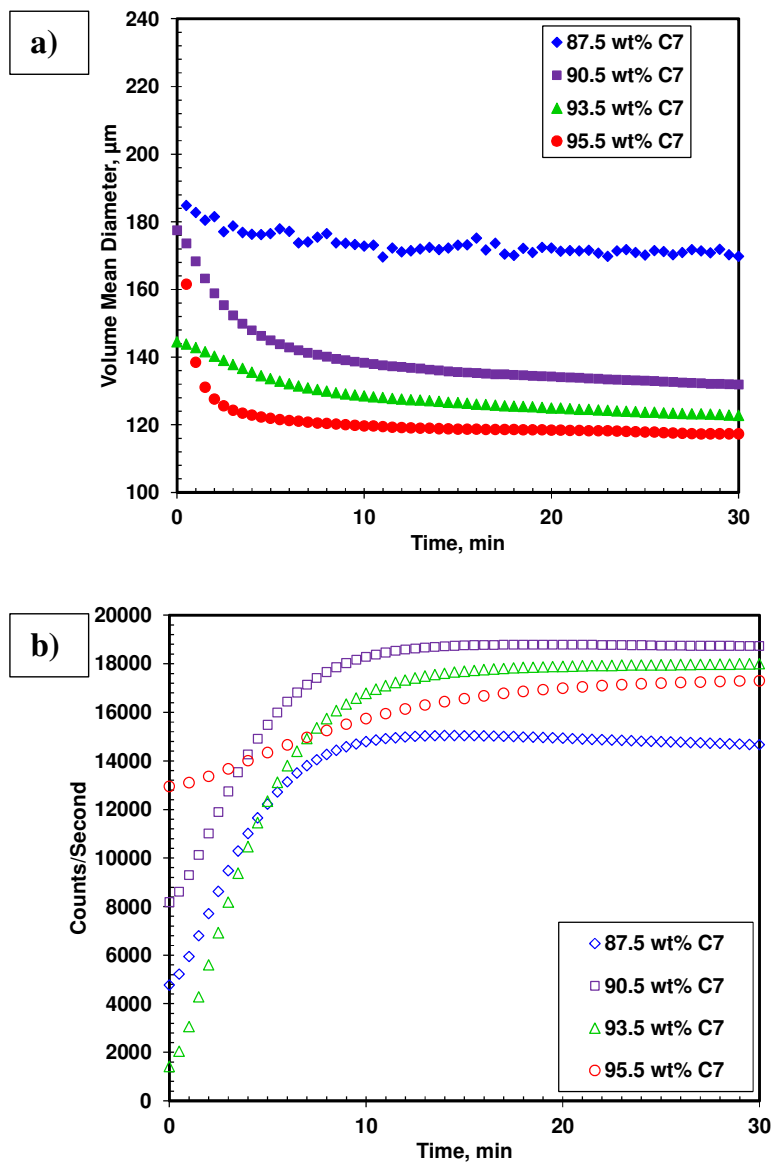 a)
240
220
200
180
160
140
120
100
Volume Mean Diameter, µm
87.5 wt% C7
90.5 wt% C7
93.5 wt% C7
95.5 wt% C7
0 10 20 30
Time, min
b)
20000
18000
16000
14000
12000
10000
8000
6000
4000
2000
0
Counts/Second
87.5 wt% C7
90.5 wt% C7
93.5 wt% C7
95.5 wt% C7
0 10 20 30
Time, min